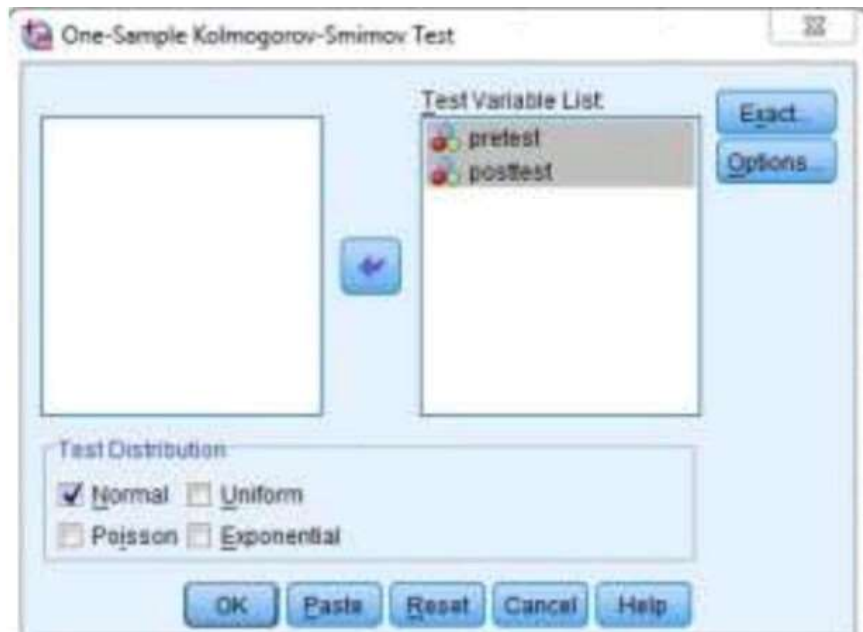 One-Sample Kolmogorov-Smirnov Test
Test Variable List:
pretest
posttest
Exact...
Options...
Test Distribution
Normal Uniform
Poisson Exponential
OK Paste Reset Cancel Help